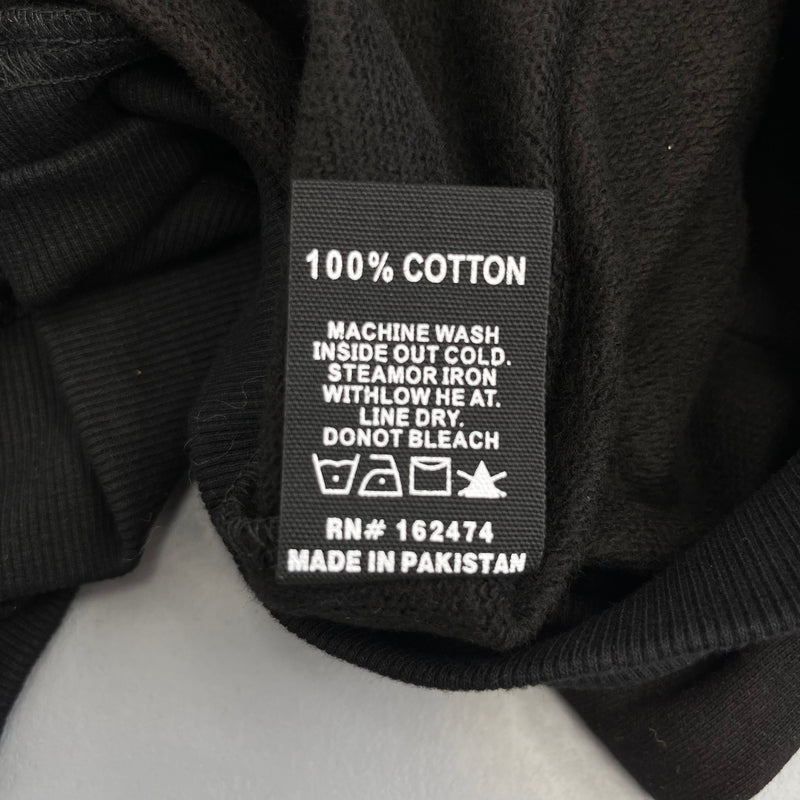 100% COTTON
MACHINE WASH
INSIDE OUT COLD.
STEAMOR IRON
WITHLOW HE AT.
LINE DRY.
DONOT BLEACH
RN# 162474
MADE IN PAKISTAN